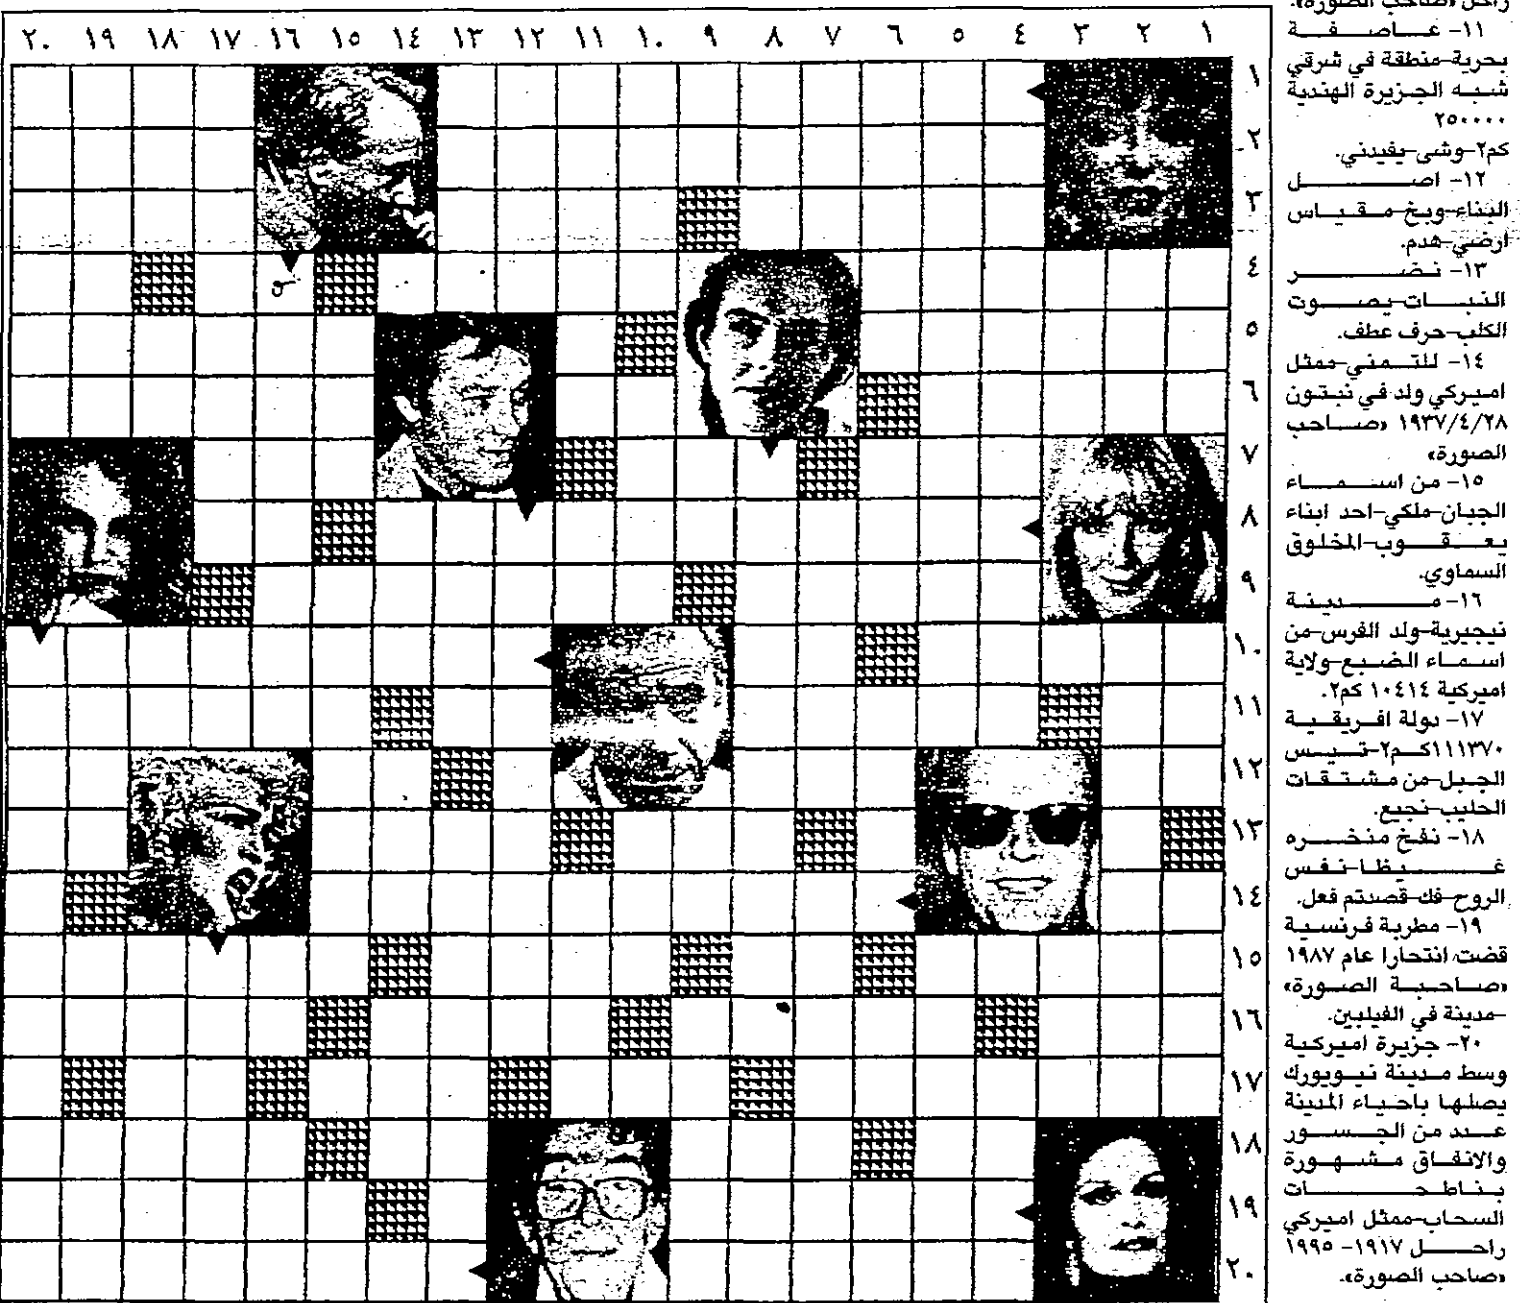 ١ ٢ ٣ ٤ ٥ ٦ ٧ ٨ ٩ ١٠ ١١ ١٢ ١٣ ١٤ ١٥ ١٦ ١٧ ١٨ ١٩ ٢٠
١
٢
٣
٤
٥
٦
٧
٨
٩
١٠
١١
١٢
١٣
١٤
١٥
١٦
١٧
١٨
١٩
٢٠
راحل «صاحب الصورة».
١١- عاصفة
بحرية-منطقة في شرقي
شبه الجزيرة الهندية
٢٥٠٠٠٠
كم٢-وشى-يفيدني.
١٢- اصل
البناء-وبخ-مقياس
ارضي-هدم.
١٣- نضر
النبات-يصوت
الكلب-حرف عطف.
١٤- للتمني-ممثل
اميركي ولد في نبتون
١٩٣٧/٤/٢٨ «صاحب
الصورة»
١٥- من اسماء
الجبان-ملكي-احد ابناء
يعقوب-المخلوق
السماوي.
١٦- مدينة
نيجيرية-ولد الفرس-من
اسماء الضبع-ولاية
اميركية ١٠٤١٤ كم٢.
١٧- دولة افريقية
١١١٣٧٠كم٢-تيس
الجبل-من مشتقات
الحليب-نجيع.
١٨- نفخ منخره
غيظا-نفس
الروح-فك-قصدتم فعل.
١٩- مطربة فرنسية
قضت انتحارا عام ١٩٨٧
«صاحبة الصورة»
-مدينة في الفيلبين.
٢٠- جزيرة اميركية
وسط مدينة نيويورك
يصلها باحياء المدينة
عدد من الجسور
والانفاق مشهورة
بناطحات
السحاب-ممثل اميركي
راحل ١٩١٧- ١٩٩٥
«صاحب الصورة».